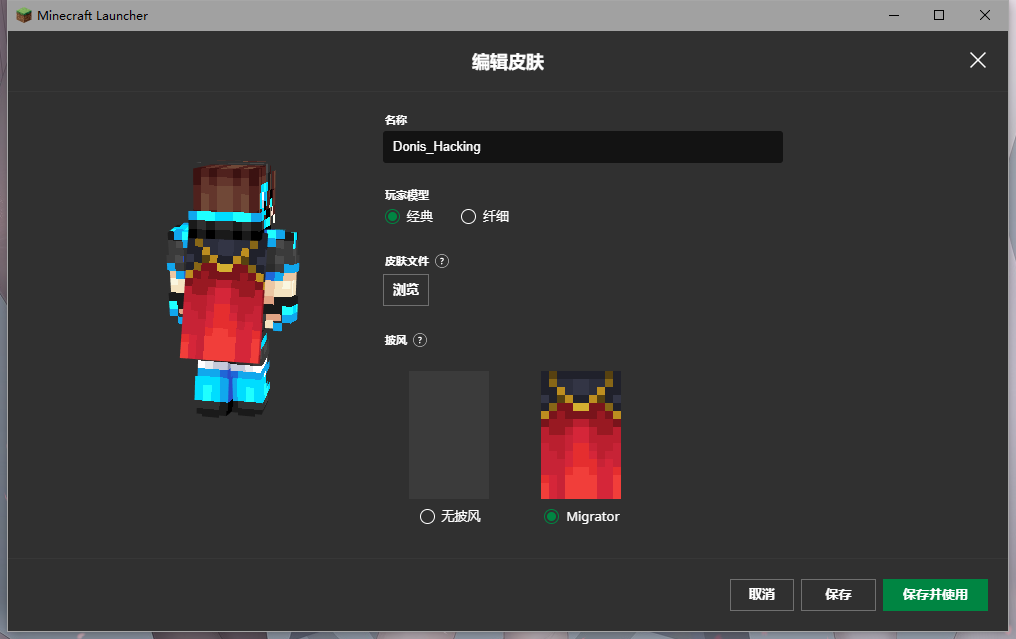 Minecraft Launcher
编辑皮肤
名称
Donis_Hacking
玩家模型
经典 纤细
皮肤文件 ?
浏览
披风 ?
无披风 Migrator
取消 保存 保存并使用